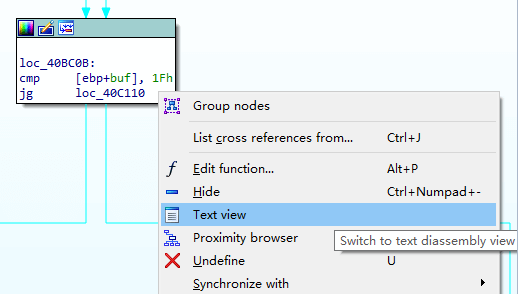 loc_40BC0B:
cmp [ebp+buf], 1Fh
jg loc_40C110
Group nodes
List cross references from... Ctrl+J
Edit function... Alt+P
Hide Ctrl+Numpad+-
Text view
Proximity browser
Switch to text diassembly view
Undefine U
Synchronize with